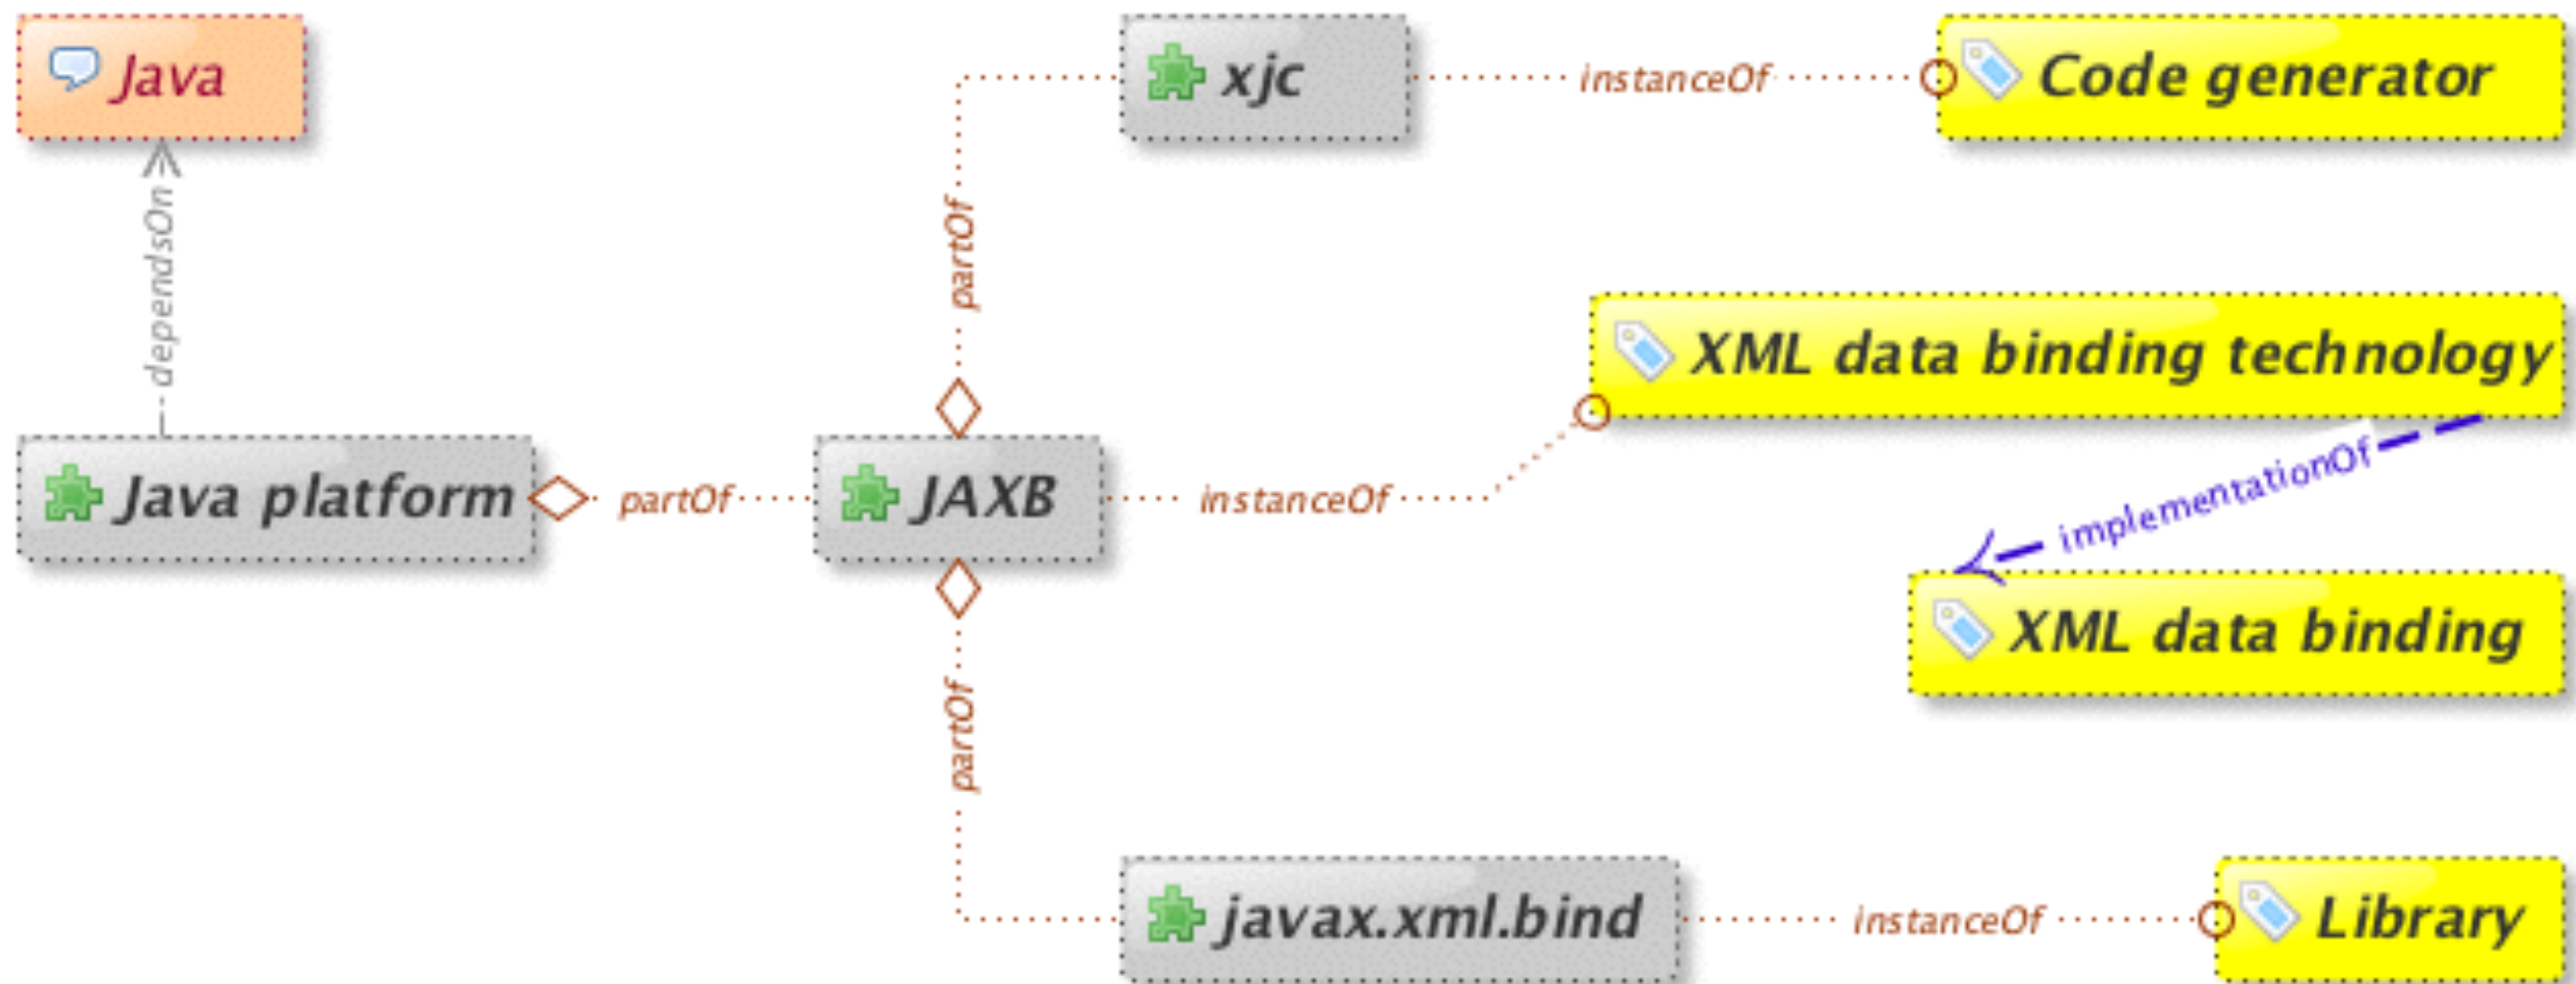 Java
xjc
instanceOf
Code generator
dependsOn
partOf
XML data binding technology
Java platform
partOf
JAXB
instanceOf
implementationOf
XML data binding
partOf
javax.xml.bind
instanceOf
Library